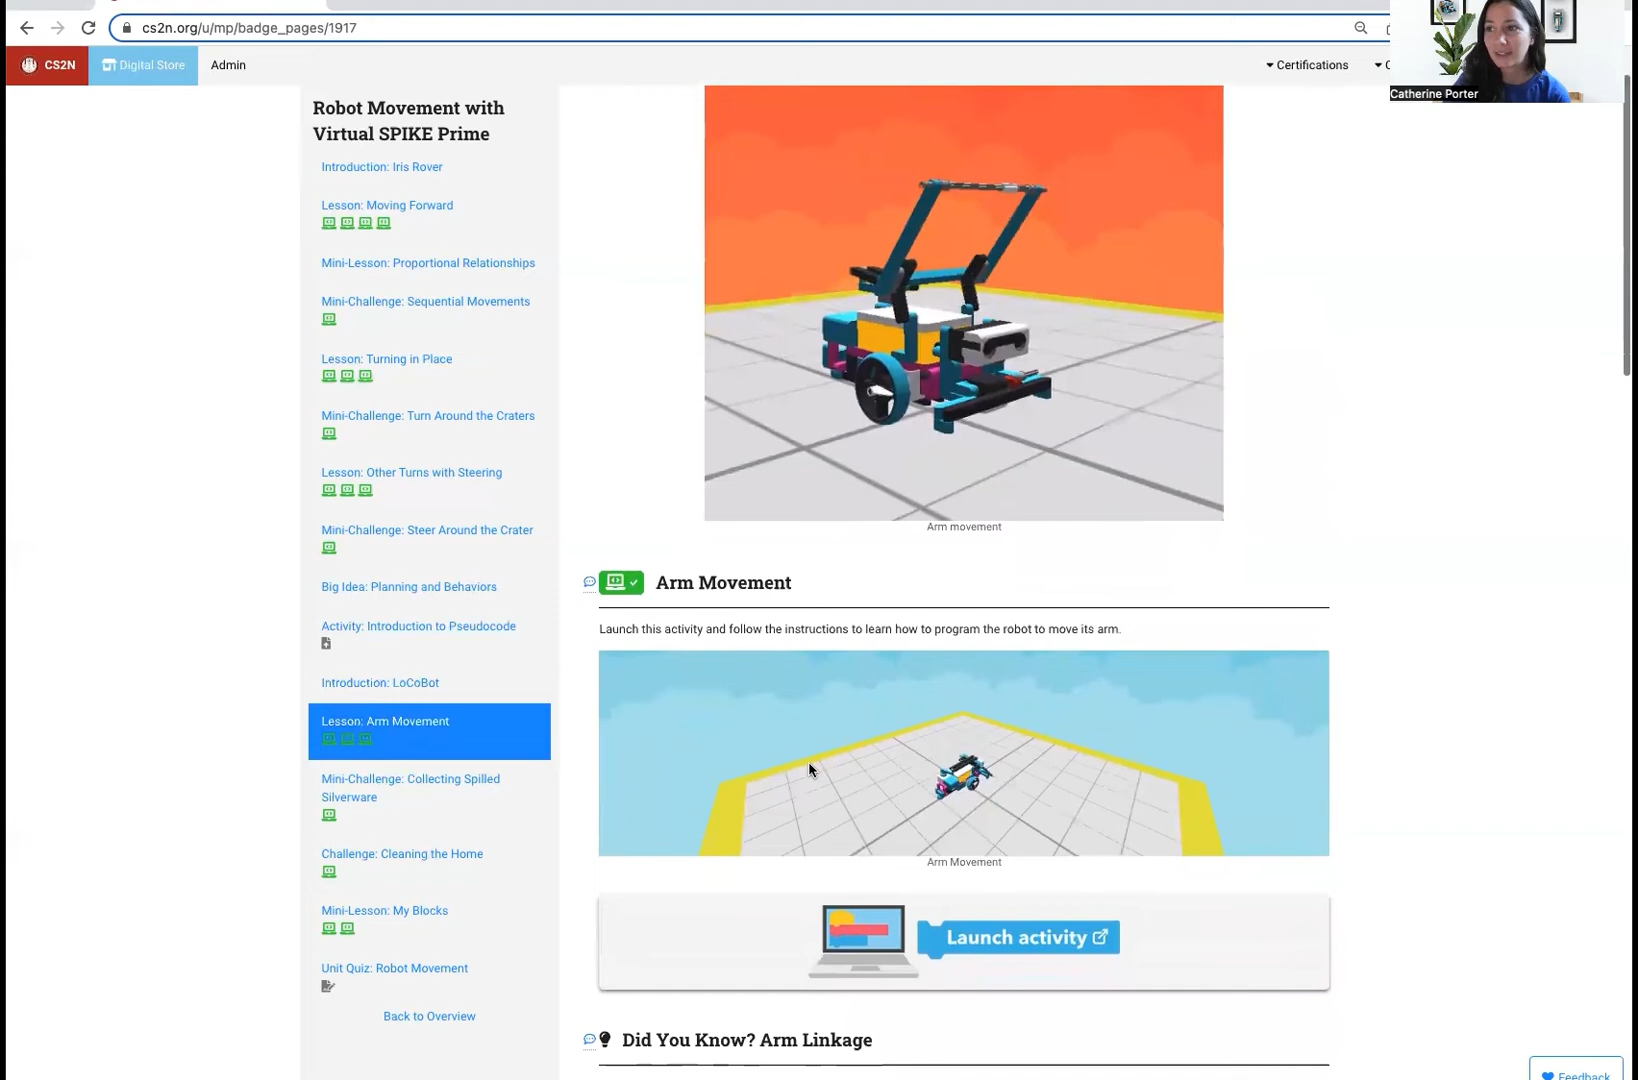 cs2n.org/u/mp/badge_pages/1917
CS2N
Digital Store
Admin
Certifications
Catherine Porter
Robot Movement with
Virtual SPIKE Prime
Introduction: Iris Rover
Lesson: Moving Forward
Mini-Lesson: Proportional Relationships
Mini-Challenge: Sequential Movements
Lesson: Turning in Place
Mini-Challenge: Turn Around the Craters
Lesson: Other Turns with Steering
Mini-Challenge: Steer Around the Crater
Big Idea: Planning and Behaviors
Activity: Introduction to Pseudocode
Introduction: LoCoBot
Lesson: Arm Movement
Mini-Challenge: Collecting Spilled
Silverware
Challenge: Cleaning the Home
Mini-Lesson: My Blocks
Unit Quiz: Robot Movement
Back to Overview
Arm movement
Arm Movement
Launch this activity and follow the instructions to learn how to program the robot to move its arm.
Arm Movement
Launch activity
Did You Know? Arm Linkage
Feedback